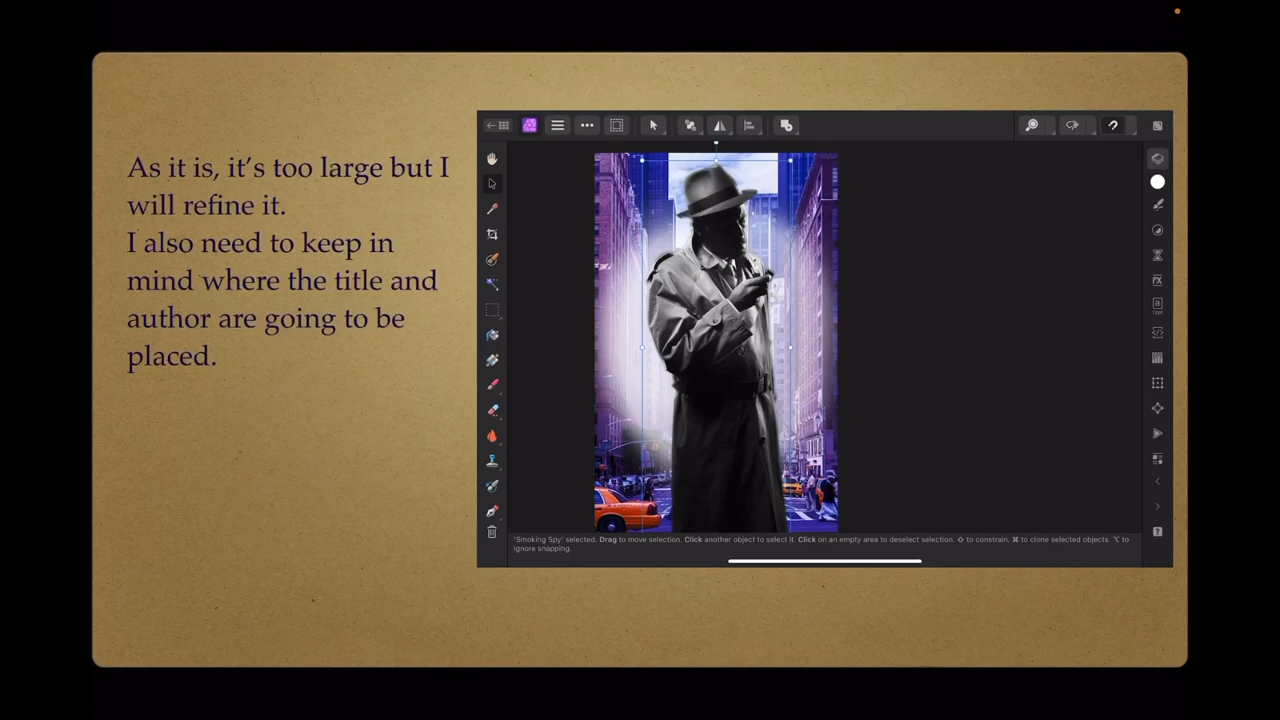 As it is, it's too large but I
will refine it.
I also need to keep in
mind where the title and
author are going to be
placed.
'Smoking Spy' selected. Drag to move selection. Click another object to select it. Click on an empty area to deselect selection. ⇧ to constrain. ⌘ to clone selected objects. ⌥ to
ignore snapping.